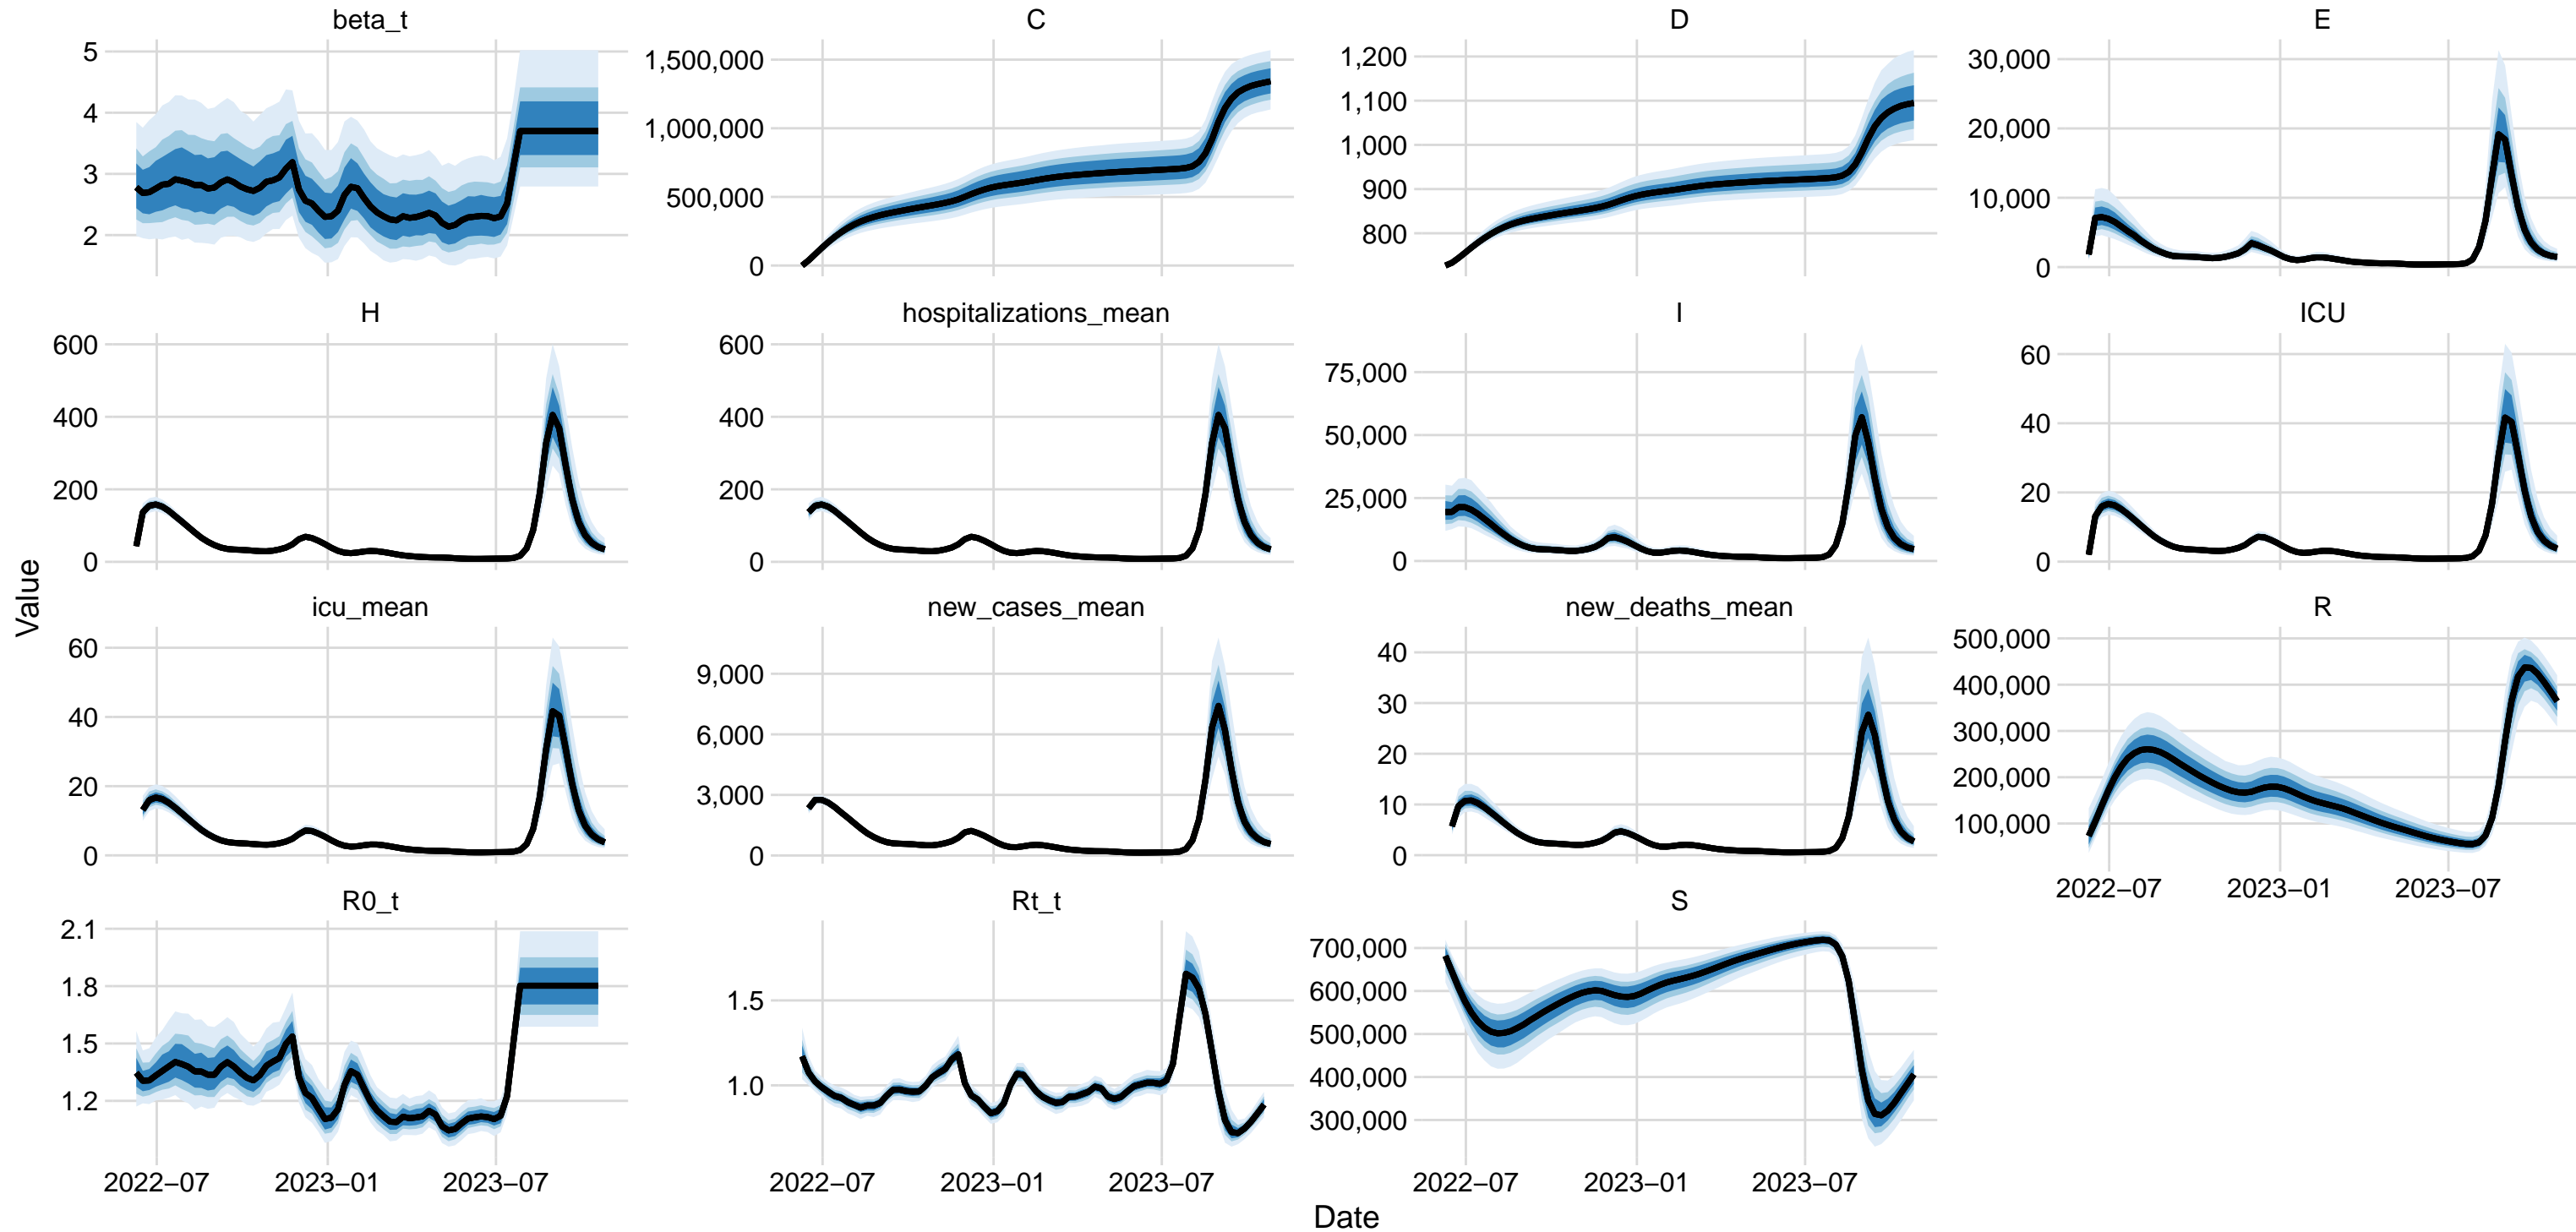 beta_t
C
D
E
5
4
3
2
1,500,000
1,000,000
500,000
0
1,200
1,100
1,000
900
800
30,000
20,000
10,000
0
H
hospitalizations_mean
I
ICU
600
400
200
0
600
400
200
0
75,000
50,000
25,000
0
60
40
20
0
icu_mean
new_cases_mean
new_deaths_mean
R
60
40
20
0
9,000
6,000
3,000
0
40
30
20
10
0
500,000
400,000
300,000
200,000
100,000
2022–07 2023–01 2023–07
R0_t
Rt_t
S
2.1
1.8
1.5
1.2
1.5
1.0
700,000
600,000
500,000
400,000
300,000
2022–07 2023–01 2023–07
2022–07 2023–01 2023–07
2022–07 2023–01 2023–07
Value
Date